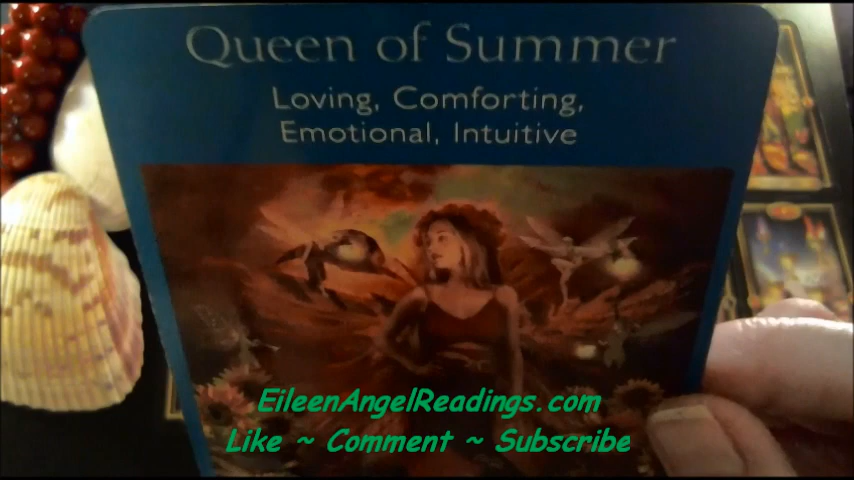 Queen of Summer
Loving, Comforting,
Emotional, Intuitive
EileenAngelReadings.com
Like ~ Comment ~ Subscribe